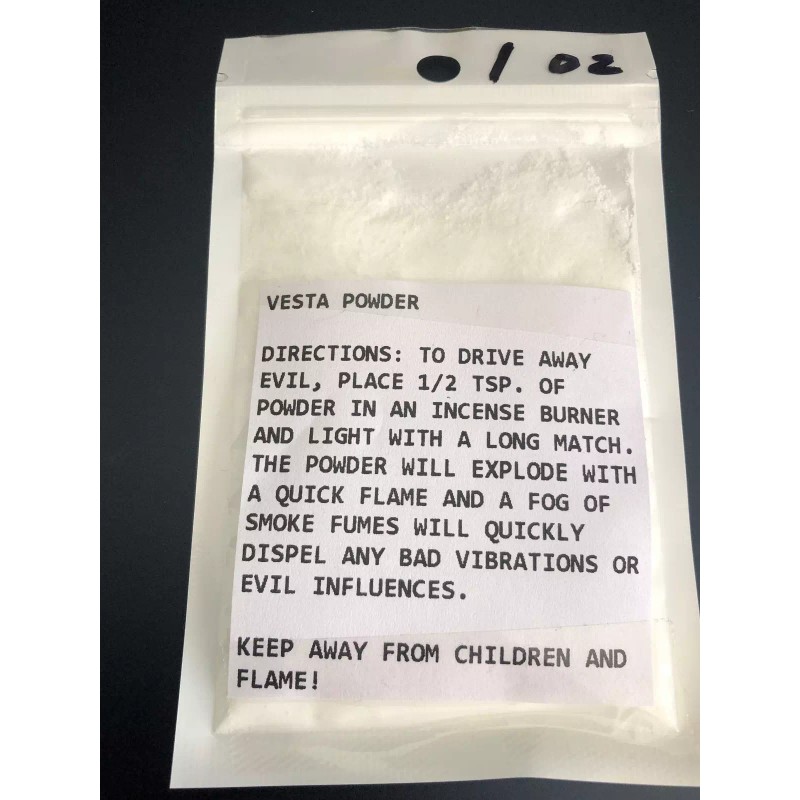 1 OZ
VESTA POWDER
DIRECTIONS: TO DRIVE AWAY
EVIL, PLACE 1/2 TSP. OF
POWDER IN AN INCENSE BURNER
AND LIGHT WITH A LONG MATCH.
THE POWDER WILL EXPLODE WITH
A QUICK FLAME AND A FOG OF
SMOKE FUMES WILL QUICKLY
DISPEL ANY BAD VIBRATIONS OR
EVIL INFLUENCES.
KEEP AWAY FROM CHILDREN AND
FLAME!